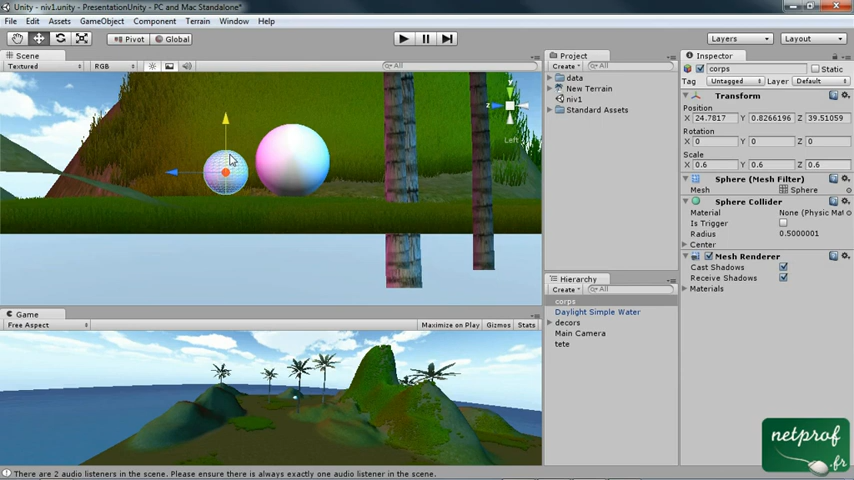 Unity - niv1.unity - PresentationUnity - PC and Mac Standalone*
File Edit Assets GameObject Component Terrain Window Help
Pivot Global Layers Layout
Scene
Textured RGB All
Game
Free Aspect Maximize on Play Gizmos Stats
Project
Create All
data
New Terrain
niv1
Standard Assets
Hierarchy
Create All
corps
Daylight Simple Water
decors
Main Camera
tete
Inspector
corps Static
Tag Untagged Layer Default
Transform
Position
X 24.7817 Y 0.8266196 Z 39.51059
Rotation
X 0 Y 0 Z 0
Scale
X 0.6 Y 0.6 Z 0.6
Sphere (Mesh Filter)
Mesh Sphere
Sphere Collider
Material None (Physic Mat
Is Trigger
Radius 0.5000001
Center
Mesh Renderer
Cast Shadows
Receive Shadows
Materials
y
z
Left
netprof
.fr
There are 2 audio listeners in the scene. Please ensure there is always exactly one audio listener in the scene.